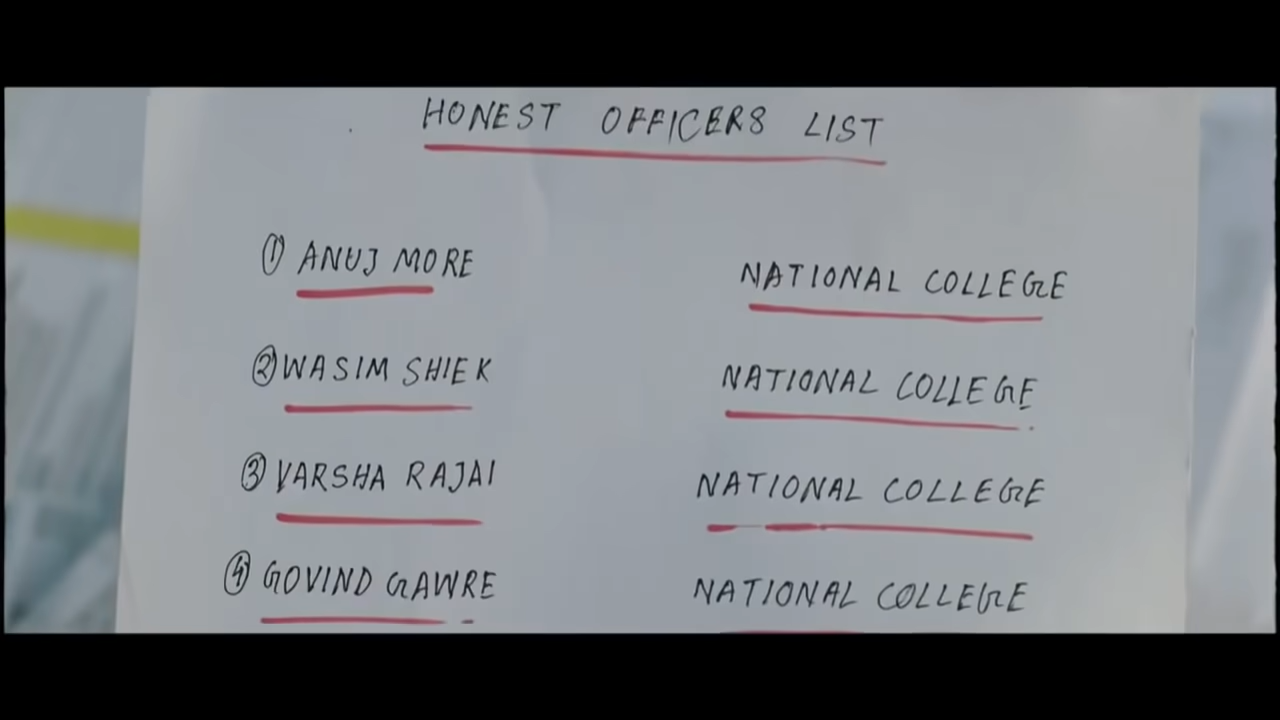 HONEST OFFICERS LIST
① ANUJ MORE NATIONAL COLLEGE
② WASIM SHIEK NATIONAL COLLEGE
③ VARSHA RAJAI NATIONAL COLLEGE
④ GOVIND GAWRE NATIONAL COLLEGE